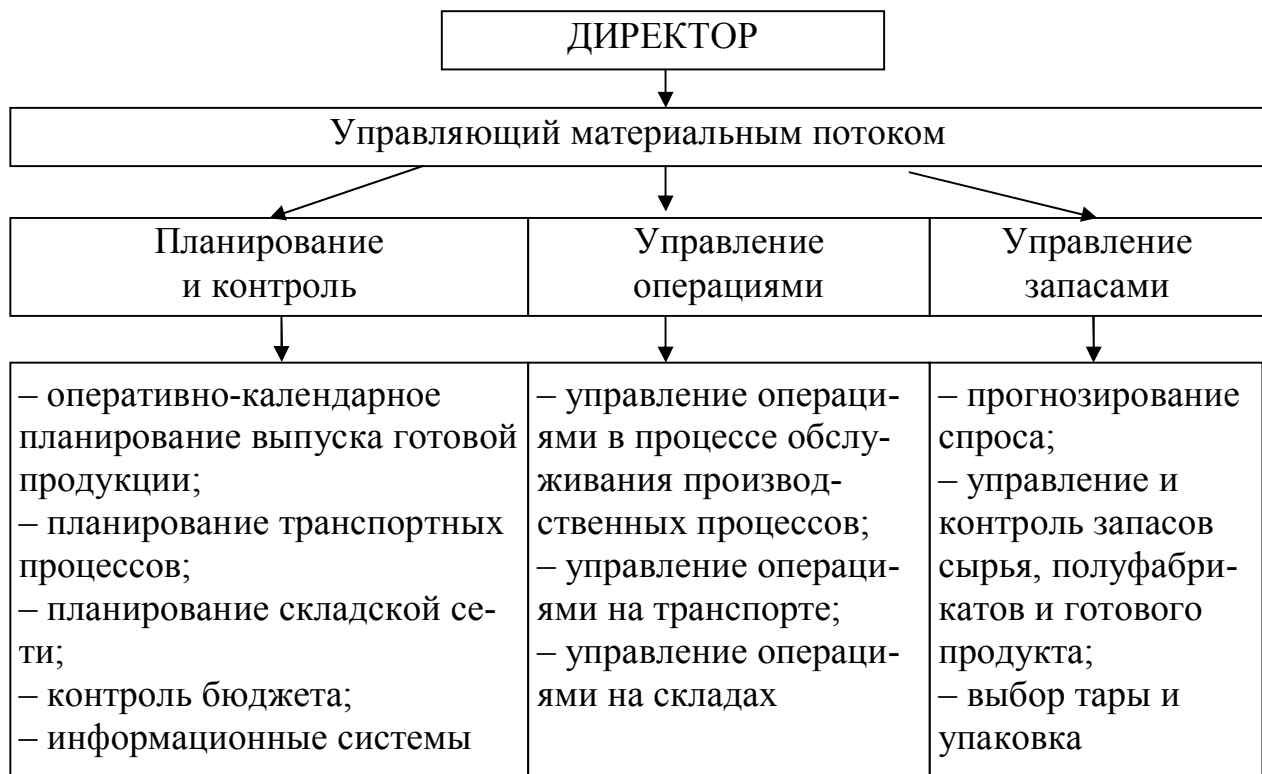 ДИРЕКТОР
Управляющий материальным потоком
Планирование
и контроль
Управление
операциями
Управление
запасами
– оперативно-календарное
планирование выпуска готовой
продукции;
– планирование транспортных
процессов;
– планирование складской се-
ти;
– контроль бюджета;
– информационные системы
– управление операци-
ями в процессе обслу-
живания производ-
ственных процессов;
– управление операци-
ями на транспорте;
– управление операци-
ями на складах
– прогнозирование
спроса;
– управление и
контроль запасов
сырья, полуфабри-
катов и готового
продукта;
– выбор тары и
упаковка